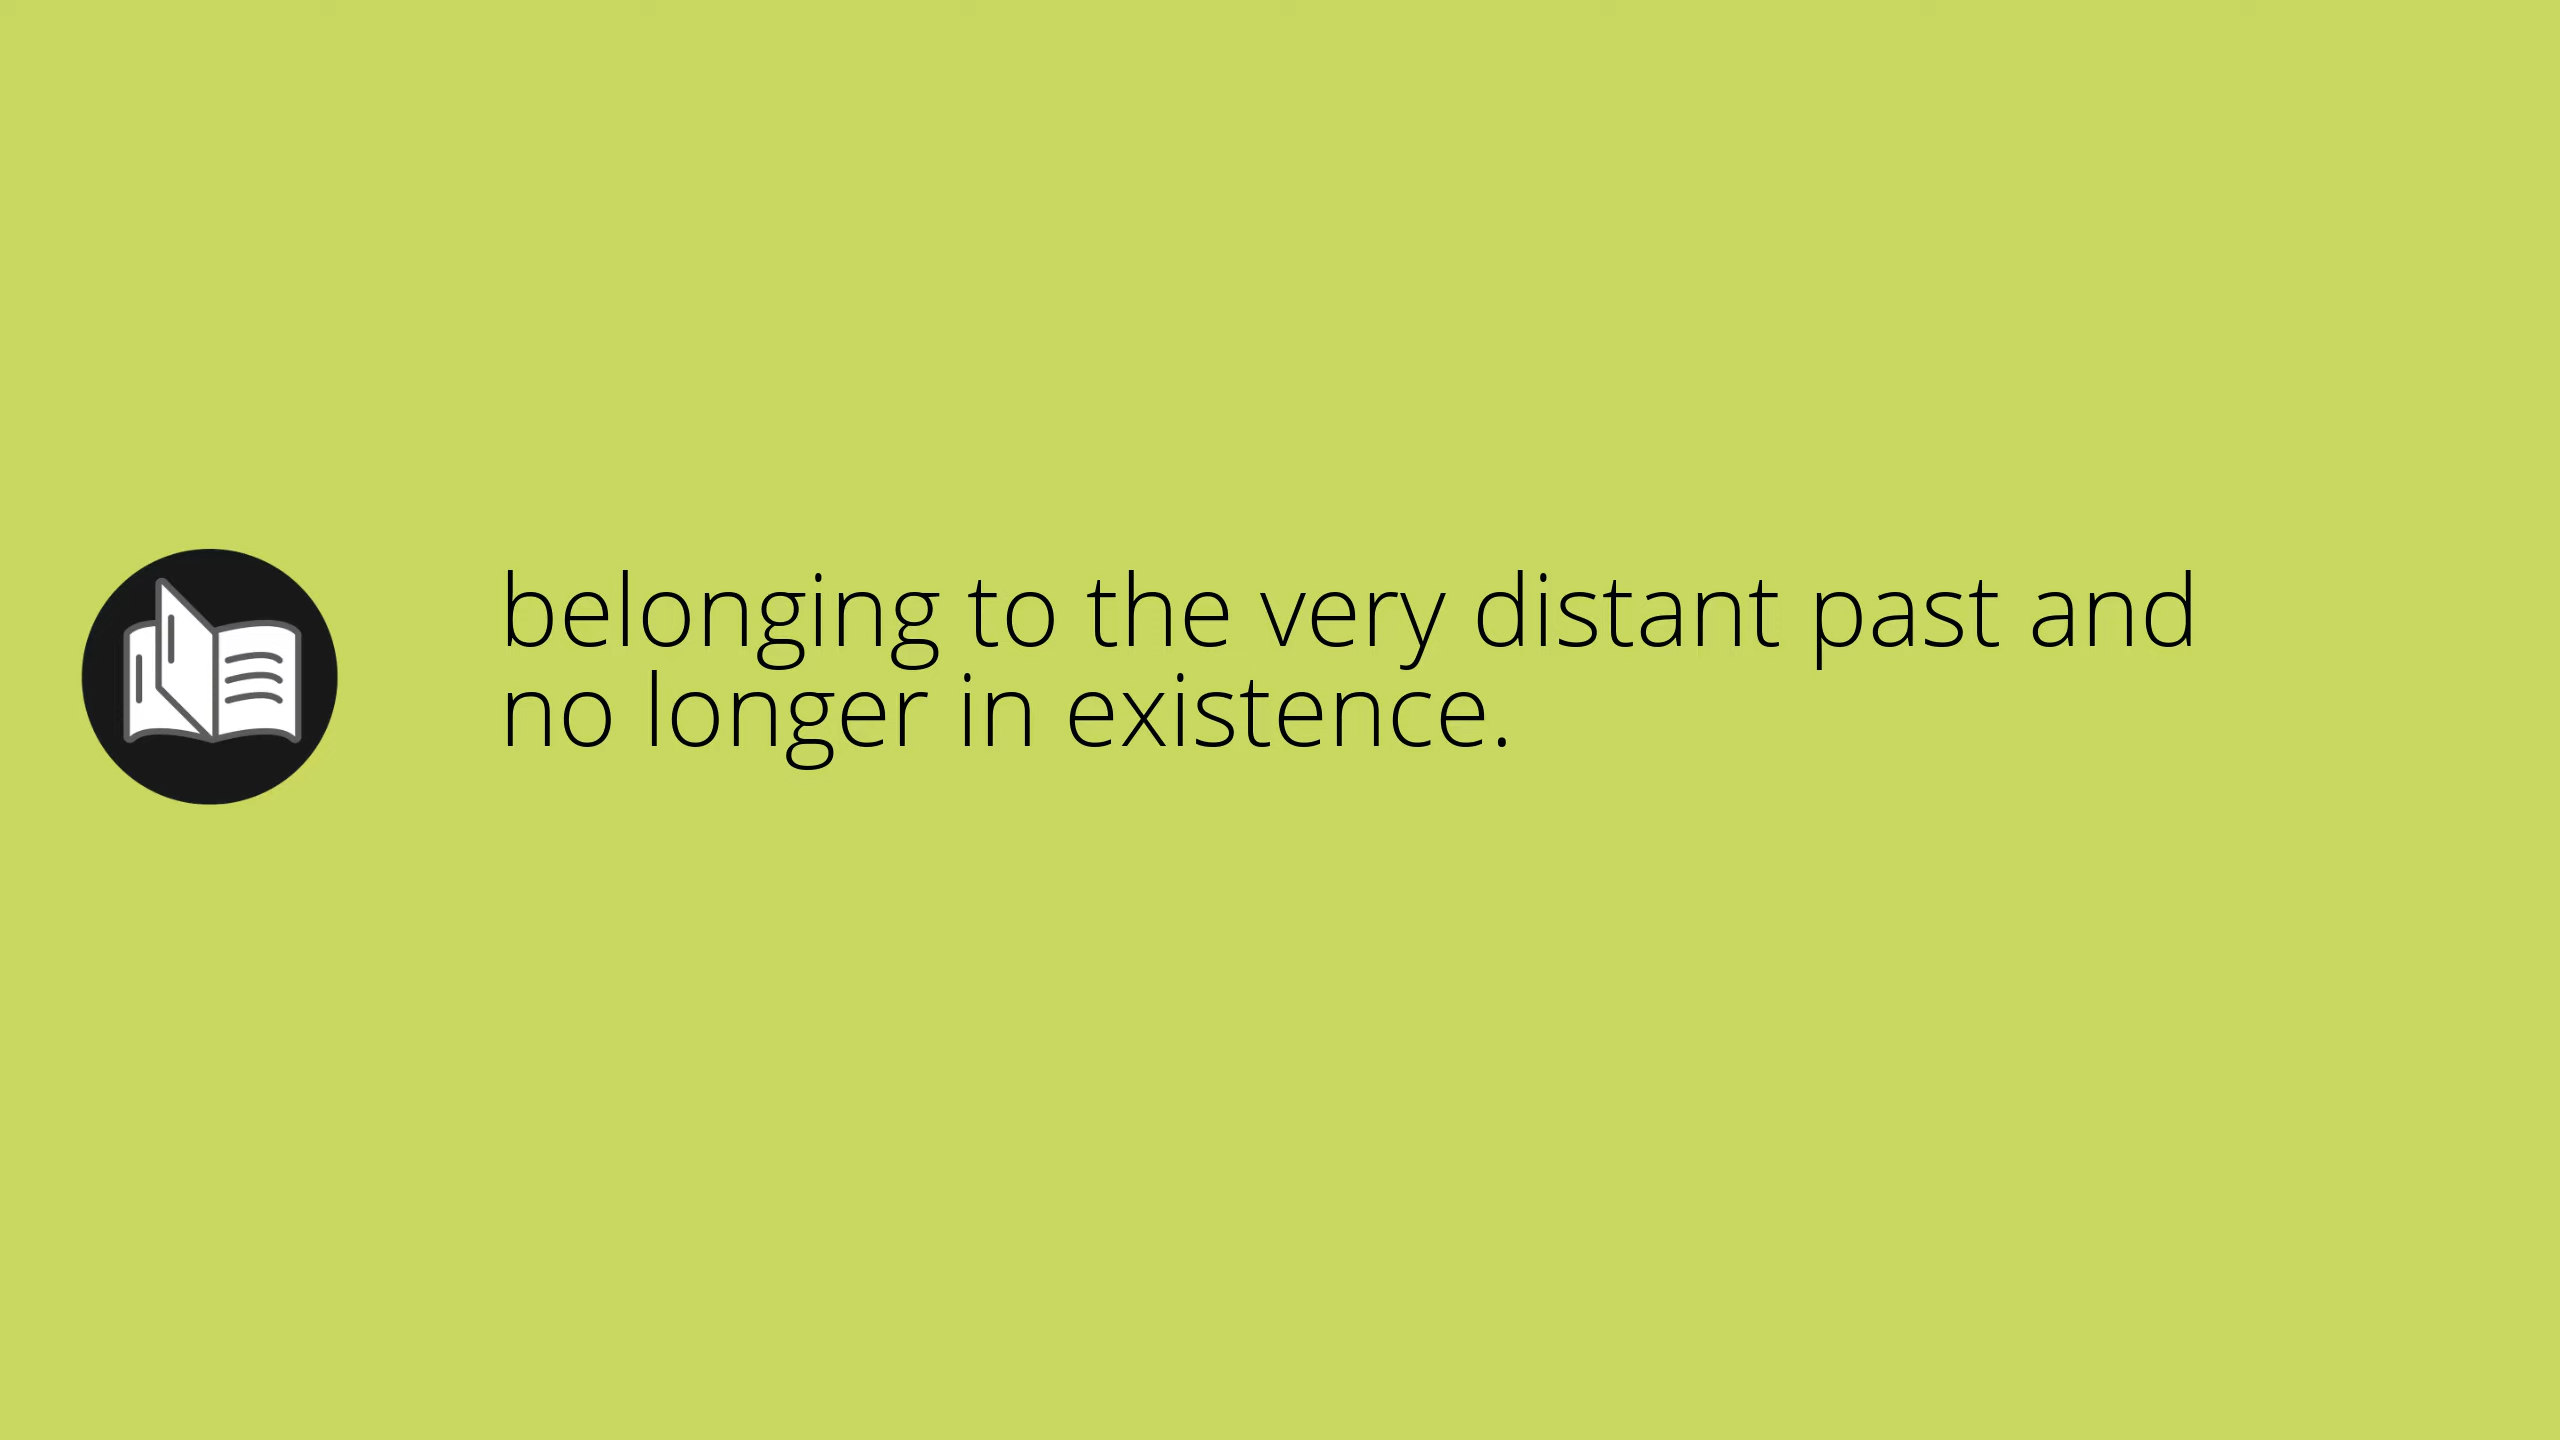 belonging to the very distant past and
no longer in existence.